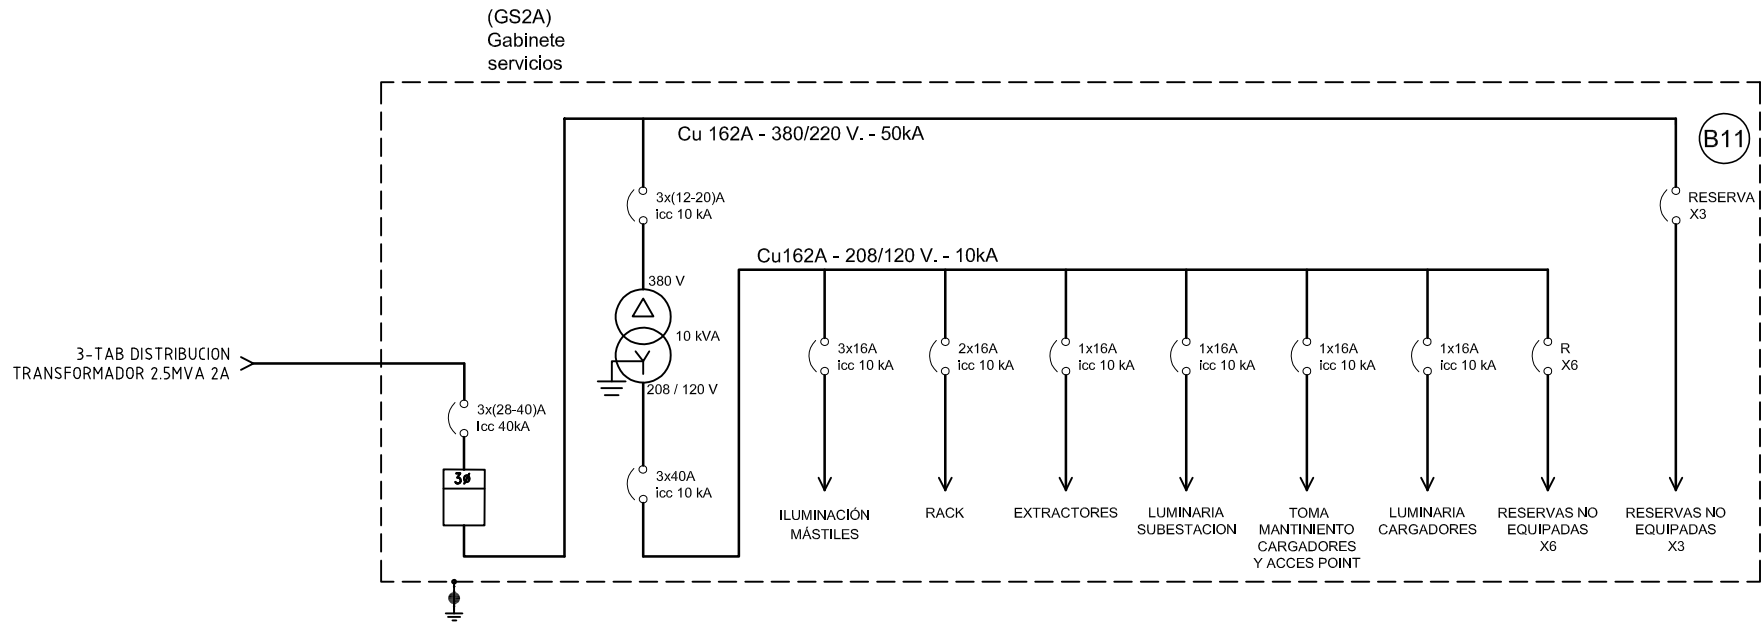 (GS2A)
Gabinete
servicios
Cu 162A - 380/220 V. - 50kA
B11
3x(12-20)A
icc 10 kA
RESERVA
X3
Cu162A - 208/120 V. - 10kA
380 V
10 kVA
208 / 120 V
3-TAB DISTRIBUCION
TRANSFORMADOR 2.5MVA 2A
3x(28-40)A
Icc 40kA
3ø
3x40A
icc 10 kA
3x16A
icc 10 kA
2x16A
icc 10 kA
1x16A
icc 10 kA
1x16A
icc 10 kA
1x16A
icc 10 kA
1x16A
icc 10 kA
R
X6
ILUMINACIÓN
MÁSTILES
RACK
EXTRACTORES
LUMINARIA
SUBESTACION
TOMA
MANTINIENTO
CARGADORES
Y ACCES POINT
LUMINARIA
CARGADORES
RESERVAS NO
EQUIPADAS
X6
RESERVAS NO
EQUIPADAS
X3